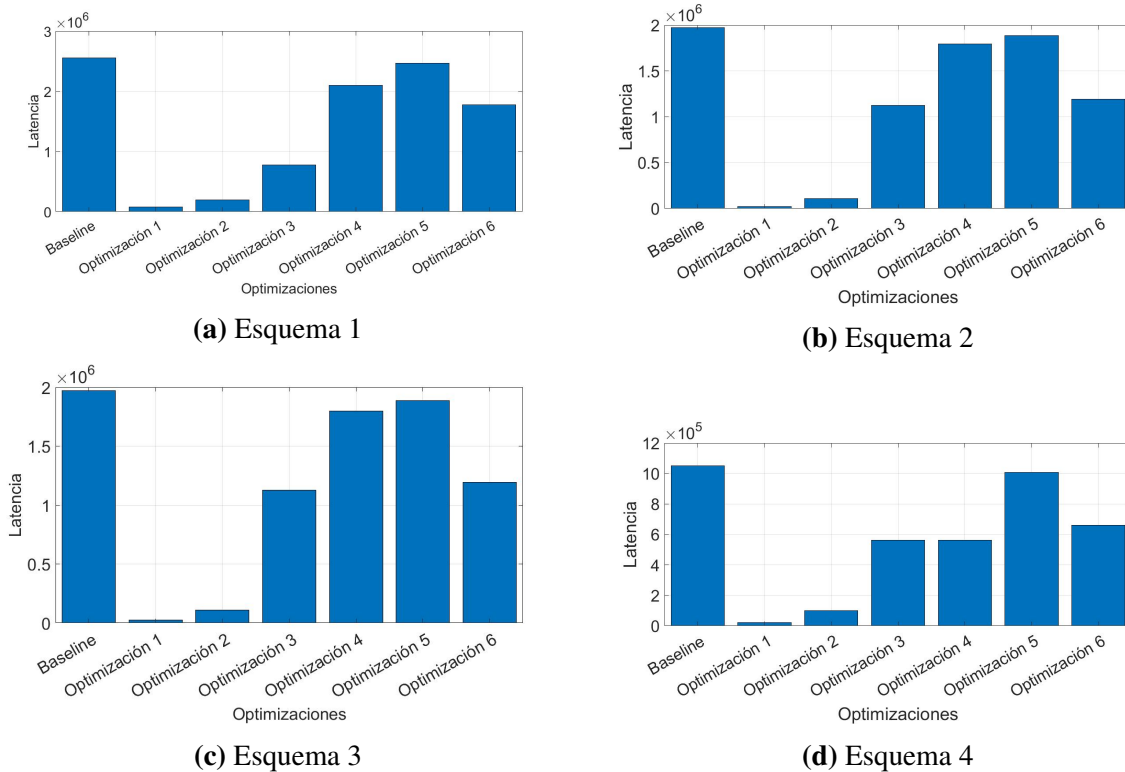 ×10^6
3
2
1
0
Latencia
Baseline
Optimización 1
Optimización 2
Optimización 3
Optimización 4
Optimización 5
Optimización 6
Optimizaciones
(a) Esquema 1
×10^6
2
1.5
1
0.5
0
Latencia
Baseline
Optimización 1
Optimización 2
Optimización 3
Optimización 4
Optimización 5
Optimización 6
Optimizaciones
(b) Esquema 2
×10^6
2
1.5
1
0.5
0
Latencia
Baseline
Optimización 1
Optimización 2
Optimización 3
Optimización 4
Optimización 5
Optimización 6
Optimizaciones
(c) Esquema 3
×10^5
12
10
8
6
4
2
0
Latencia
Baseline
Optimización 1
Optimización 2
Optimización 3
Optimización 4
Optimización 5
Optimización 6
Optimizaciones
(d) Esquema 4